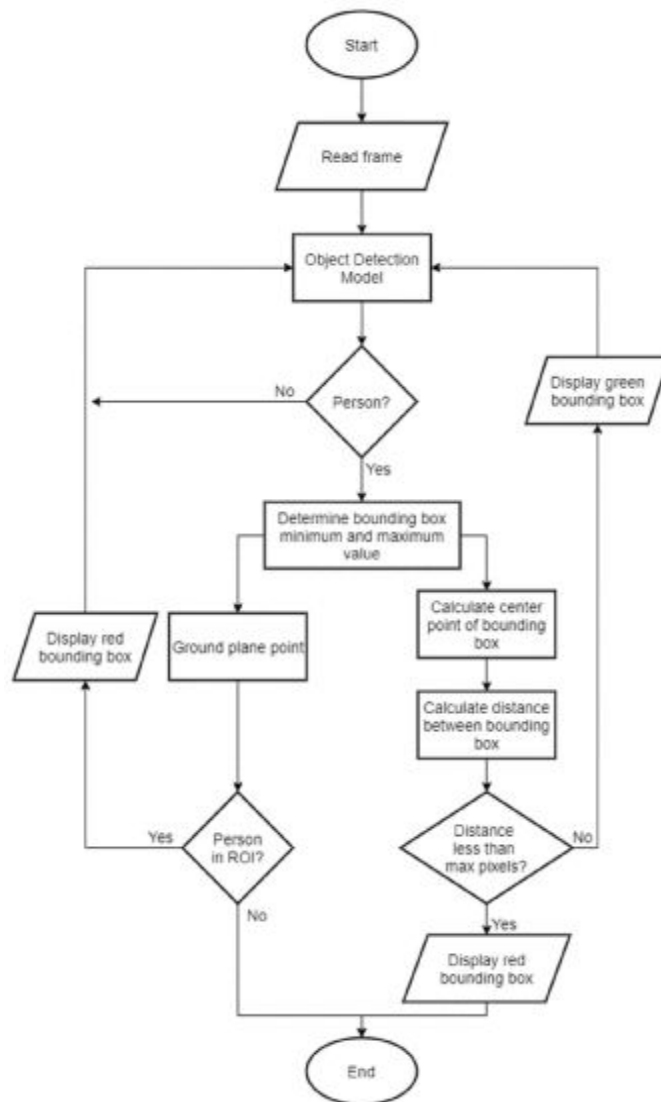 Start
Read frame
Object Detection
Model
No
Person?
Display green
bounding box
Yes
Determine bounding box
minimum and maximum
value
Display red
bounding box
Ground plane point
Calculate center
point of bounding
box
Calculate distance
between bounding
box
Yes
Person
in ROI?
Distance
less than
max pixels?
No
No
Yes
Display red
bounding box
End